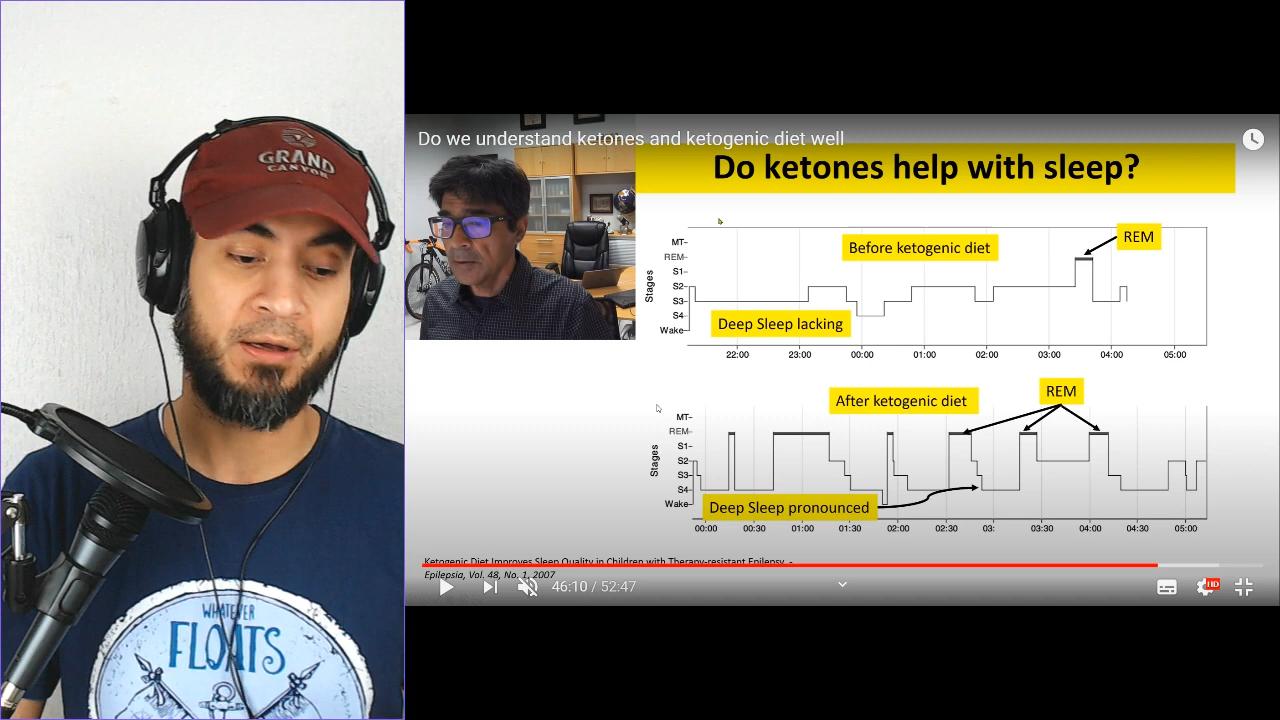 GRAND
CANYON
WHATEVER
FLOATS
Do we understand ketones and ketogenic diet well
Do ketones help with sleep?
Before ketogenic diet
REM
Stages
MT
REM
S1
S2
S3
S4
Wake
Deep Sleep lacking
22:00 23:00 00:00 01:00 02:00 03:00 04:00 05:00
After ketogenic diet
REM
Stages
MT
REM
S1
S2
S3
S4
Wake
Deep Sleep pronounced
00:00 00:30 01:00 01:30 02:00 02:30 03: 03:30 04:00 04:30 05:00
Ketogenic Diet Improves Sleep Quality in Children with Therapy-resistant Epilepsy -
Epilepsia, Vol. 48, No. 1, 2007
46:10 / 52:47
HD